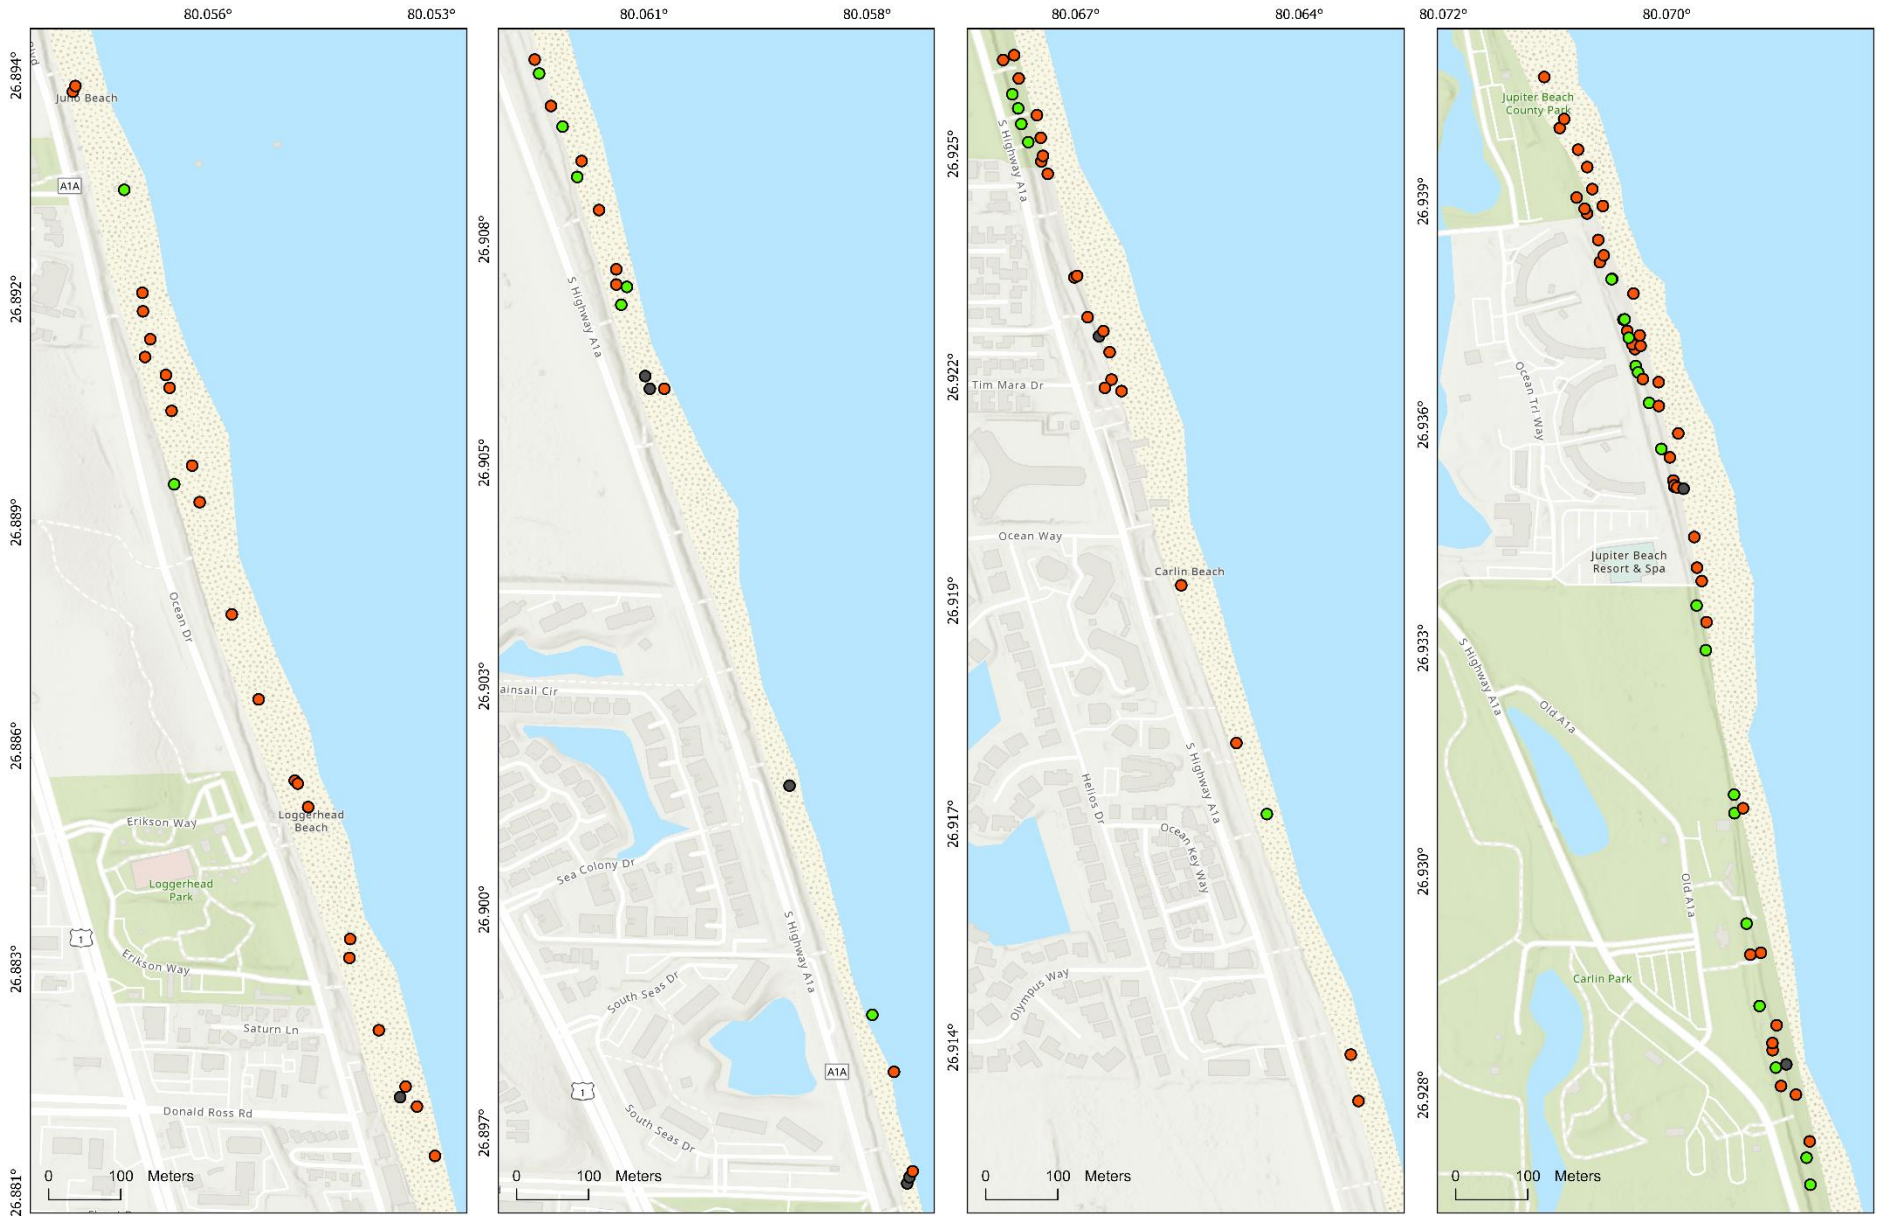 80.056° 80.053°
26.894°
26.892°
26.889°
26.886°
26.883°
26.881°
Blvd
Juno Beach
A1A
Ocean Dr
Erikson Way
Loggerhead
Beach
Loggerhead
Park
1
Erikson Way
Saturn Ln
Donald Ross Rd
0 100 Meters
80.061° 80.058°
26.908°
26.905°
26.903°
26.900°
26.897°
S Highway A1a
ainsail Cir
Sea Colony Dr
S Highway A1a
South Seas Dr
A1A
1
South Seas Dr
0 100 Meters
80.067° 80.064°
26.925°
26.922°
26.919°
26.917°
26.914°
S Highway A1a
Tim Mara Dr
Ocean Way
Carlin Beach
S Highway A1a
Helios Dr
Ocean Key Way
Olympus Way
0 100 Meters
80.072° 80.070°
26.939°
26.936°
26.933°
26.930°
26.928°
Jupiter Beach
County Park
Ocean Trl Way
Jupiter Beach
Resort & Spa
S Highway A1a
Old A1a
Old A1a
Carlin Park
0 100 Meters